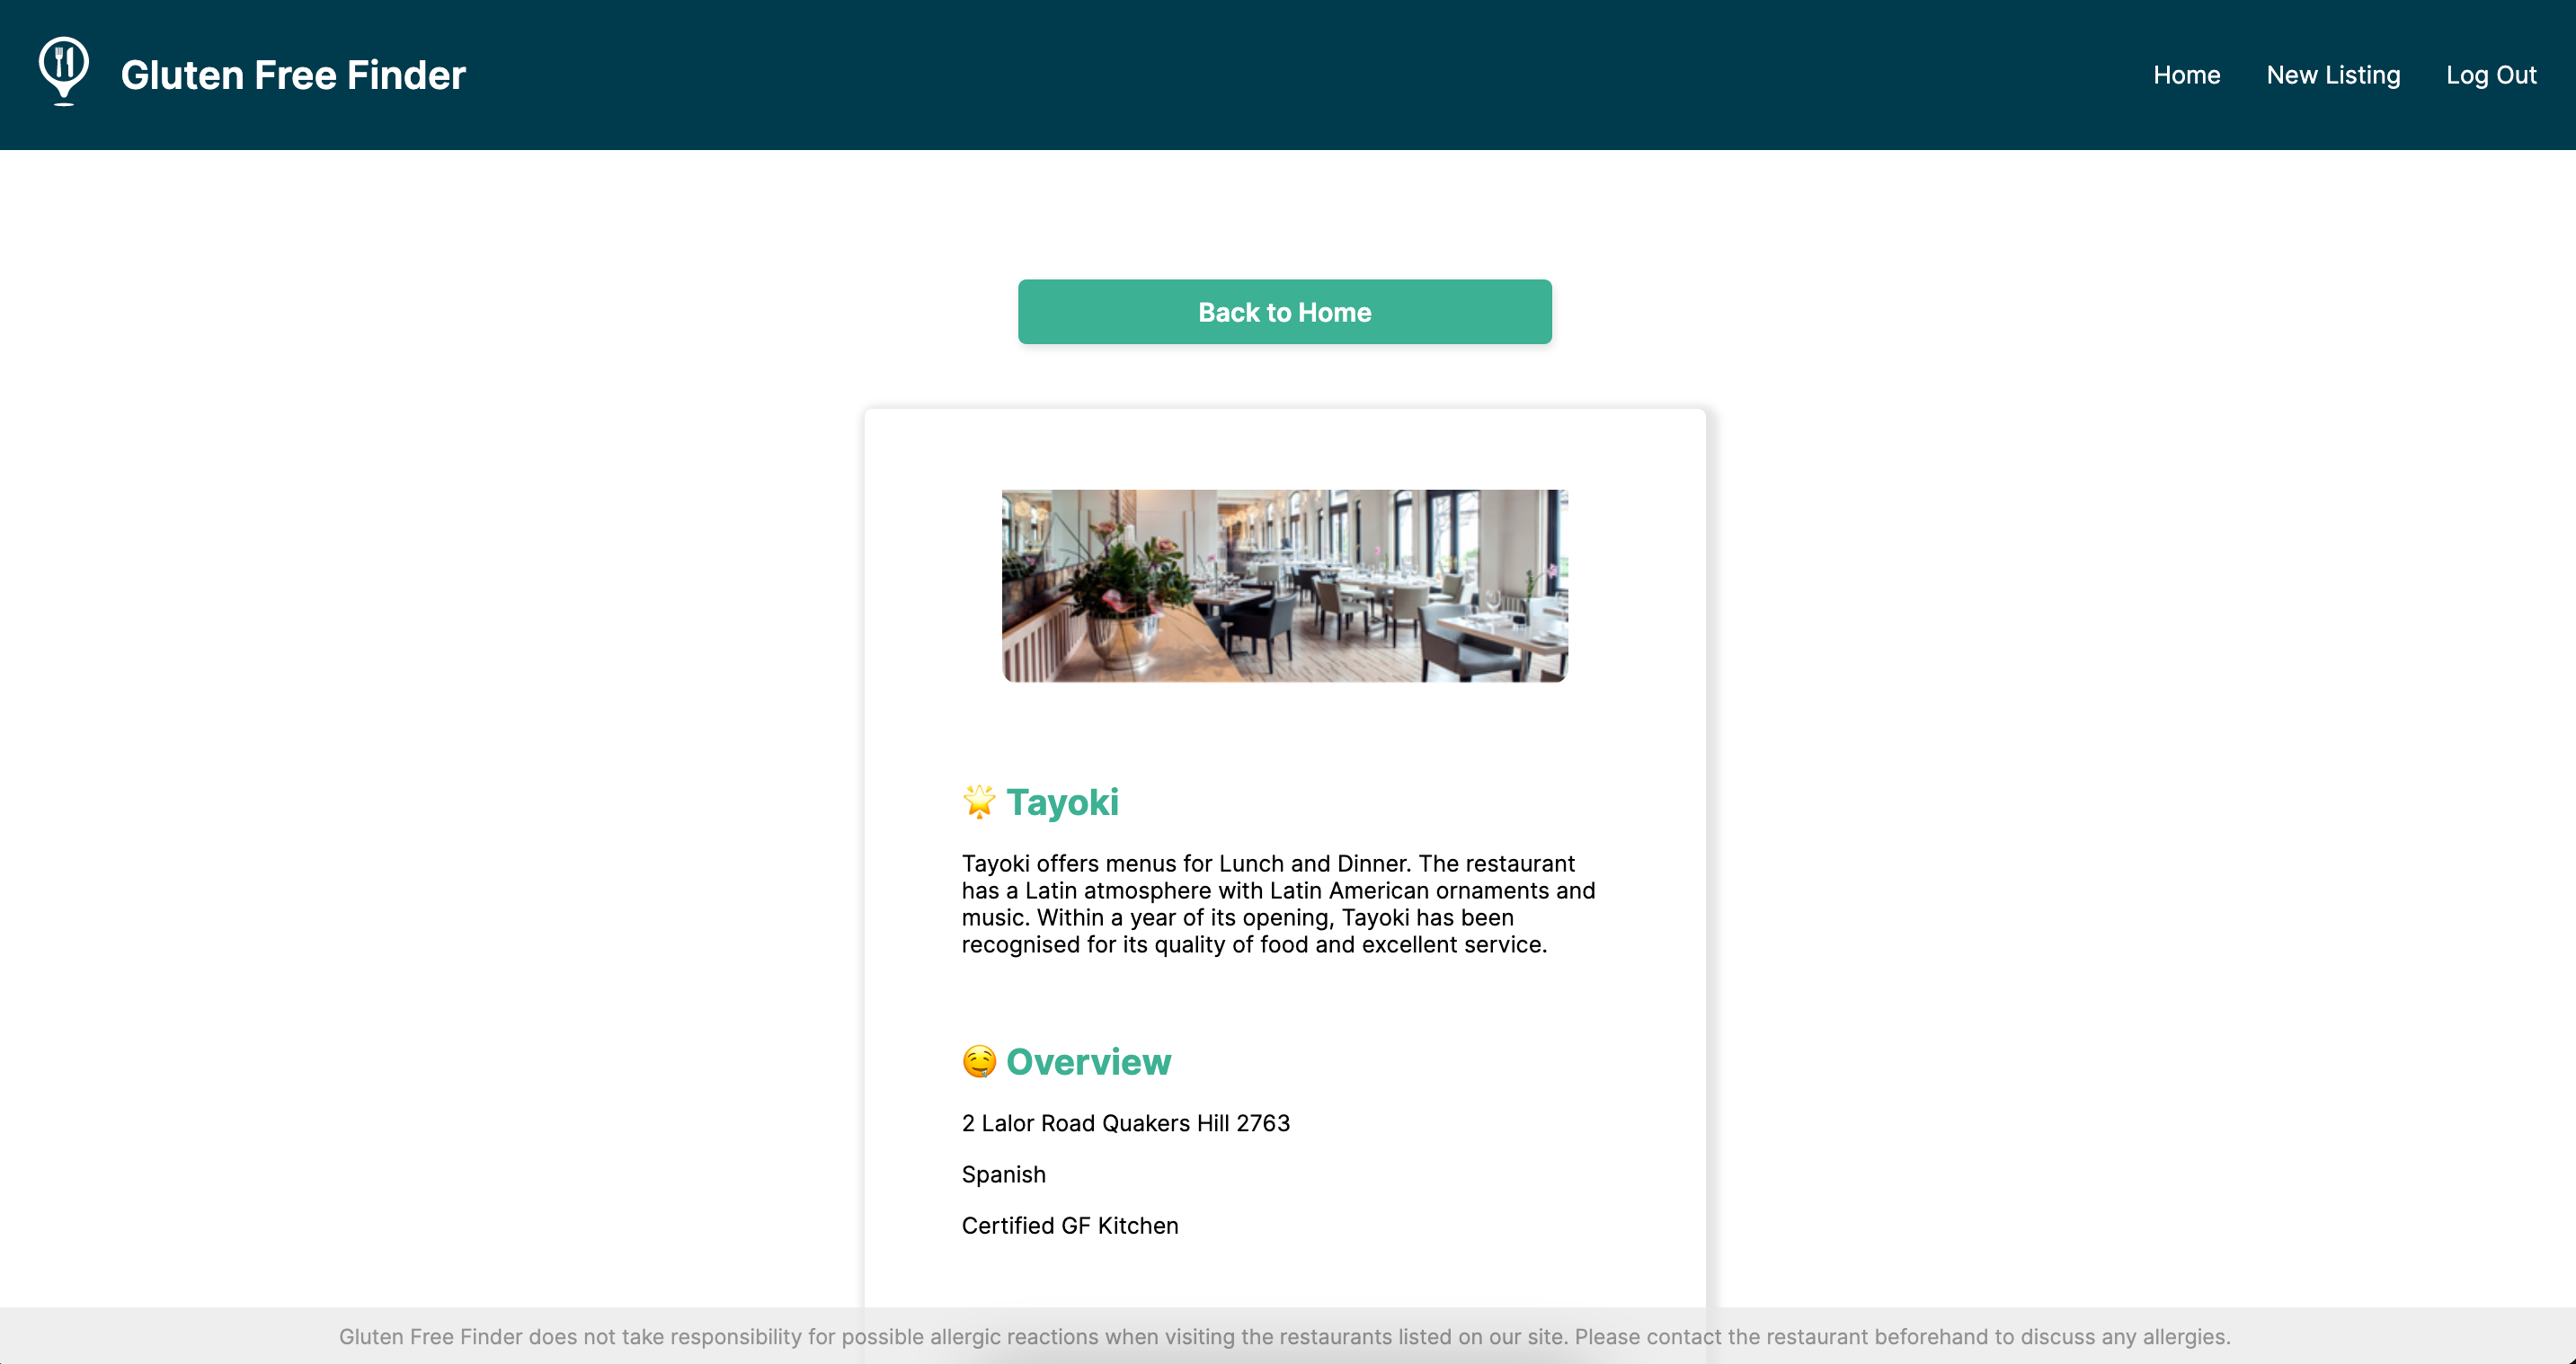 Gluten Free Finder
Home
New Listing
Log Out
Back to Home
🌟 Tayoki
Tayoki offers menus for Lunch and Dinner. The restaurant
has a Latin atmosphere with Latin American ornaments and
music. Within a year of its opening, Tayoki has been
recognised for its quality of food and excellent service.
🤤 Overview
2 Lalor Road Quakers Hill 2763
Spanish
Certified GF Kitchen
Gluten Free Finder does not take responsibility for possible allergic reactions when visiting the restaurants listed on our site. Please contact the restaurant beforehand to discuss any allergies.